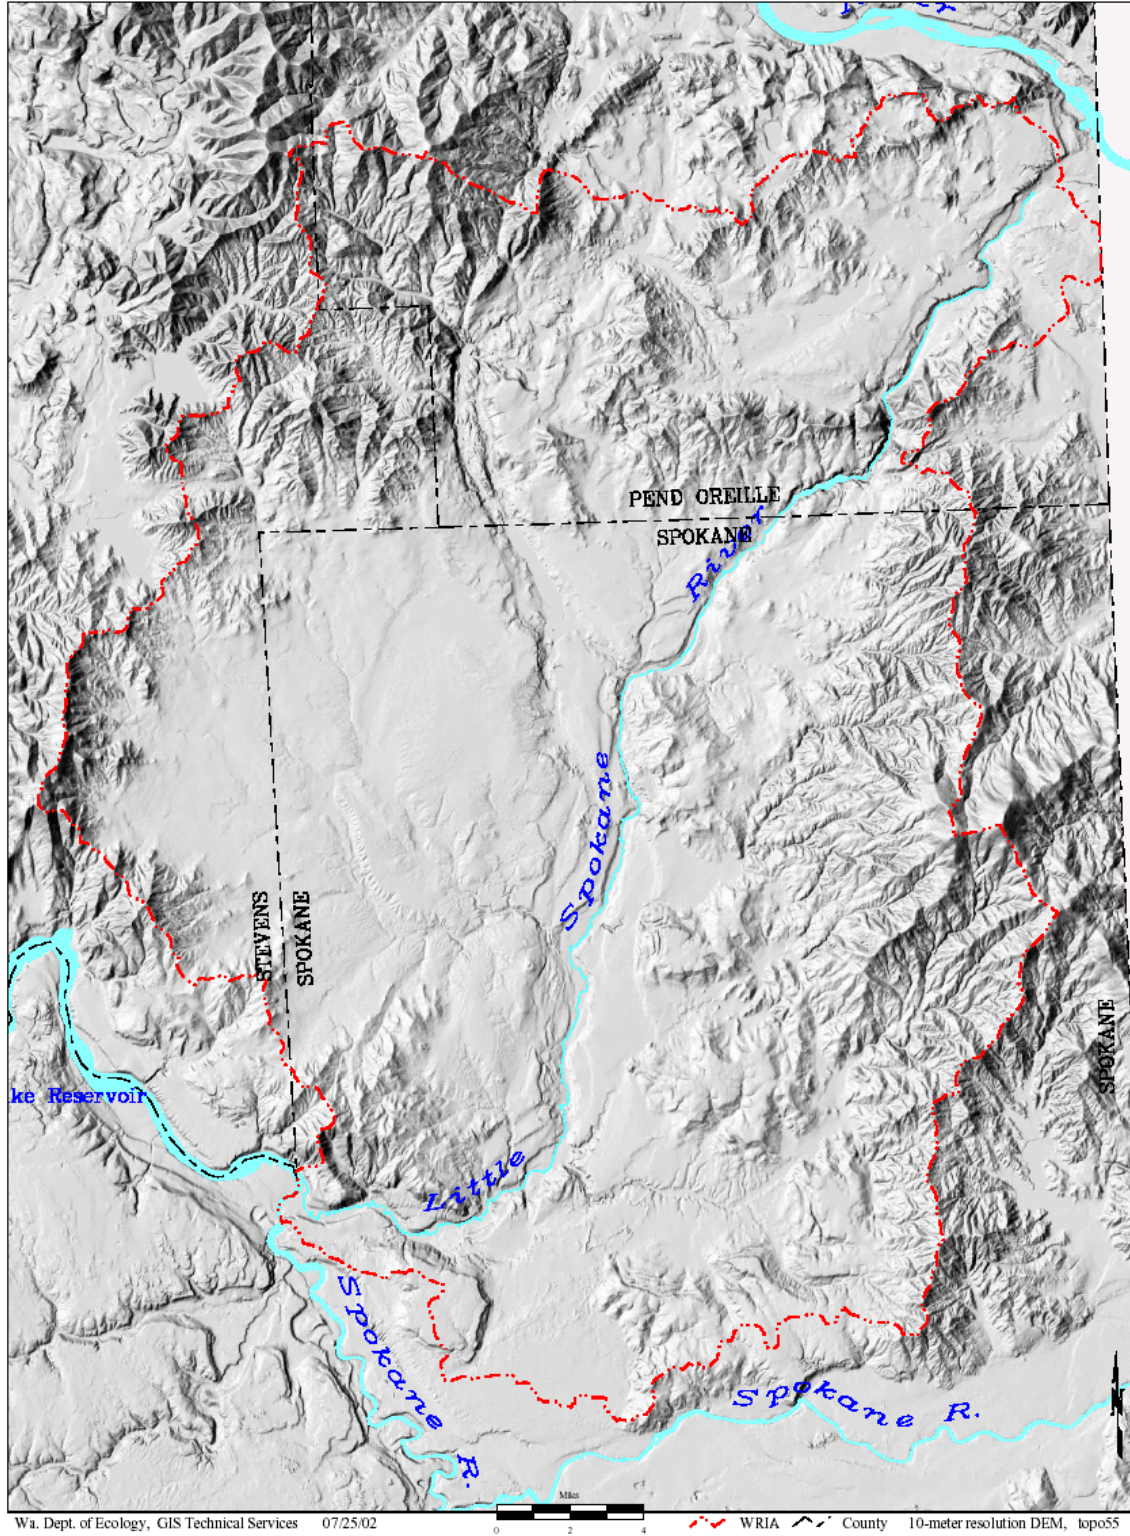 PEND OREILLE
SPOKANE
River
Spokane
STEVENS
SPOKANE
SPOKANE
ke Reservoir
Little
Spokane R.
Spokane R.
N
Miles
0 2 4
Wa. Dept. of Ecology, GIS Technical Services 07/25/02 WRIA County 10-meter resolution DEM, topo55